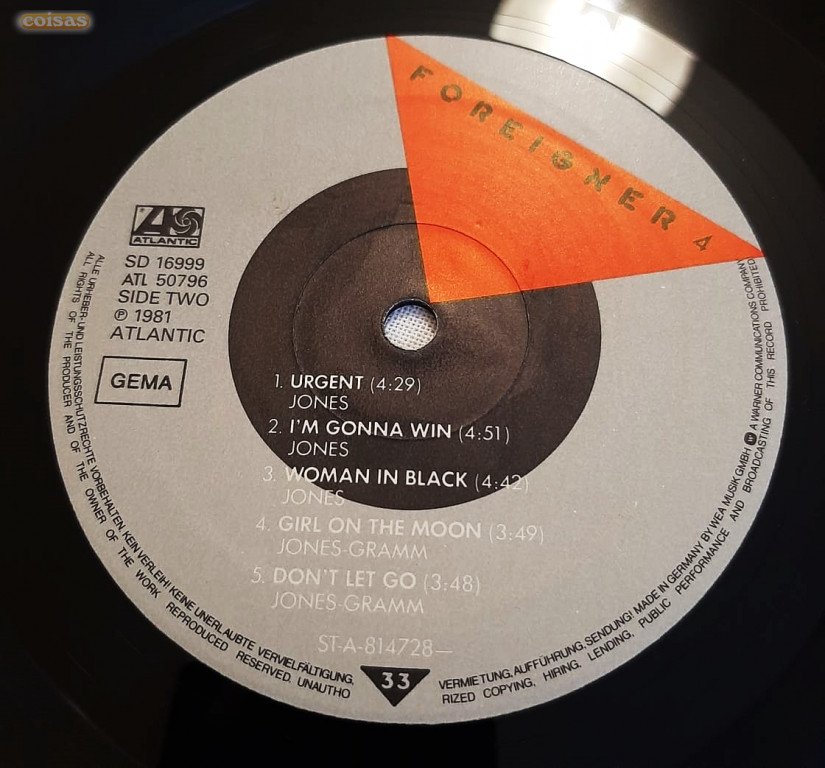 coisas
FOREIGNER 4
ATLANTIC
SD 16999
ATL 50796
SIDE TWO
℗ 1981
ATLANTIC
GEMA
1. URGENT (4:29)
JONES
2. I'M GONNA WIN (4:51)
JONES
3. WOMAN IN BLACK (4:42)
JONES
4. GIRL ON THE MOON (3:49)
JONES-GRAMM
5. DON'T LET GO (3:48)
JONES-GRAMM
ST-A-814728—
33
ALLE URHEBER- UND LEISTUNGSSCHUTZRECHTE VORBEHALTEN. KEIN VERLEIH! KEINE UNERLAUBTE VERVIELFÄLTIGUNG, VERMIETUNG, AUFFÜHRUNG, SENDUNG! MADE IN GERMANY BY WEA MUSIK GMBH A WARNER COMMUNICATIONS COMPANY
ALL RIGHTS OF THE PRODUCER AND OF THE OWNER OF THE WORK REPRODUCED RESERVED. UNAUTHORIZED COPYING, HIRING, LENDING, PUBLIC PERFORMANCE AND BROADCASTING OF THIS RECORD PROHIBITED.